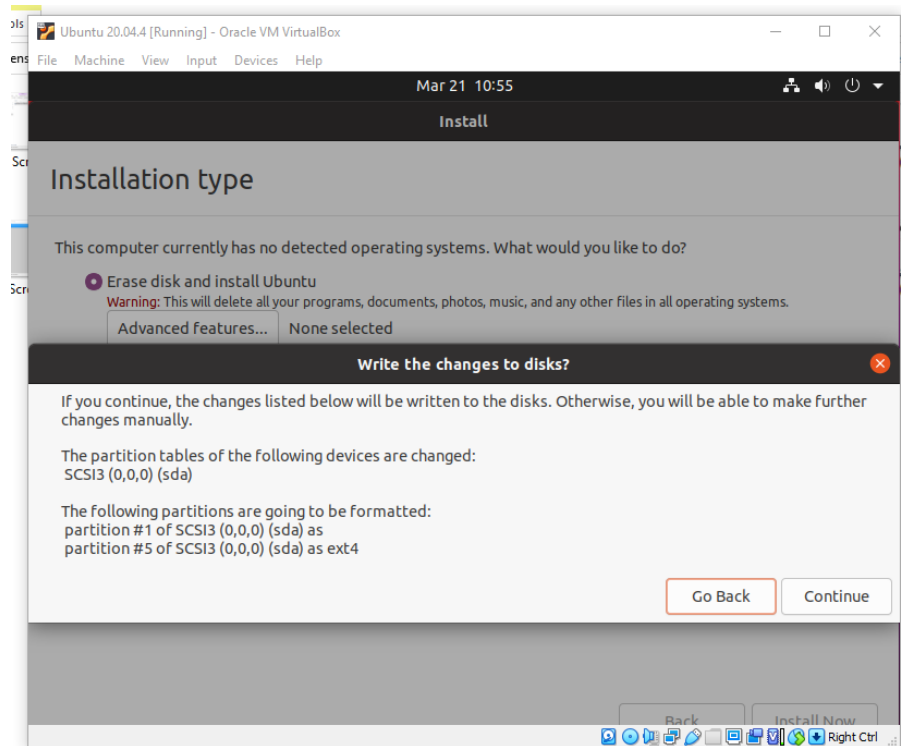 ols
Ubuntu 20.04.4 [Running] - Oracle VM VirtualBox
ens
File Machine View Input Devices Help
Mar 21 10:55
Install
Scr
Installation type
This computer currently has no detected operating systems. What would you like to do?
Erase disk and install Ubuntu
Scr
Warning: This will delete all your programs, documents, photos, music, and any other files in all operating systems.
Advanced features... None selected
Write the changes to disks?
If you continue, the changes listed below will be written to the disks. Otherwise, you will be able to make further
changes manually.
The partition tables of the following devices are changed:
SCSI3 (0,0,0) (sda)
The following partitions are going to be formatted:
partition #1 of SCSI3 (0,0,0) (sda) as
partition #5 of SCSI3 (0,0,0) (sda) as ext4
Go Back Continue
Back Install Now
Right Ctrl